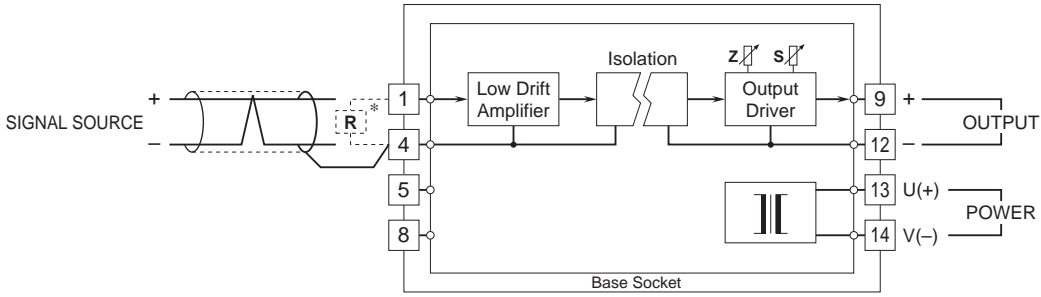 Isolation
Z
S
Low Drift
Amplifier
Output
Driver
SIGNAL SOURCE
+
–
R
*
1
4
5
8
9
+
12
–
OUTPUT
13
U(+)
14
V(–)
POWER
Base Socket